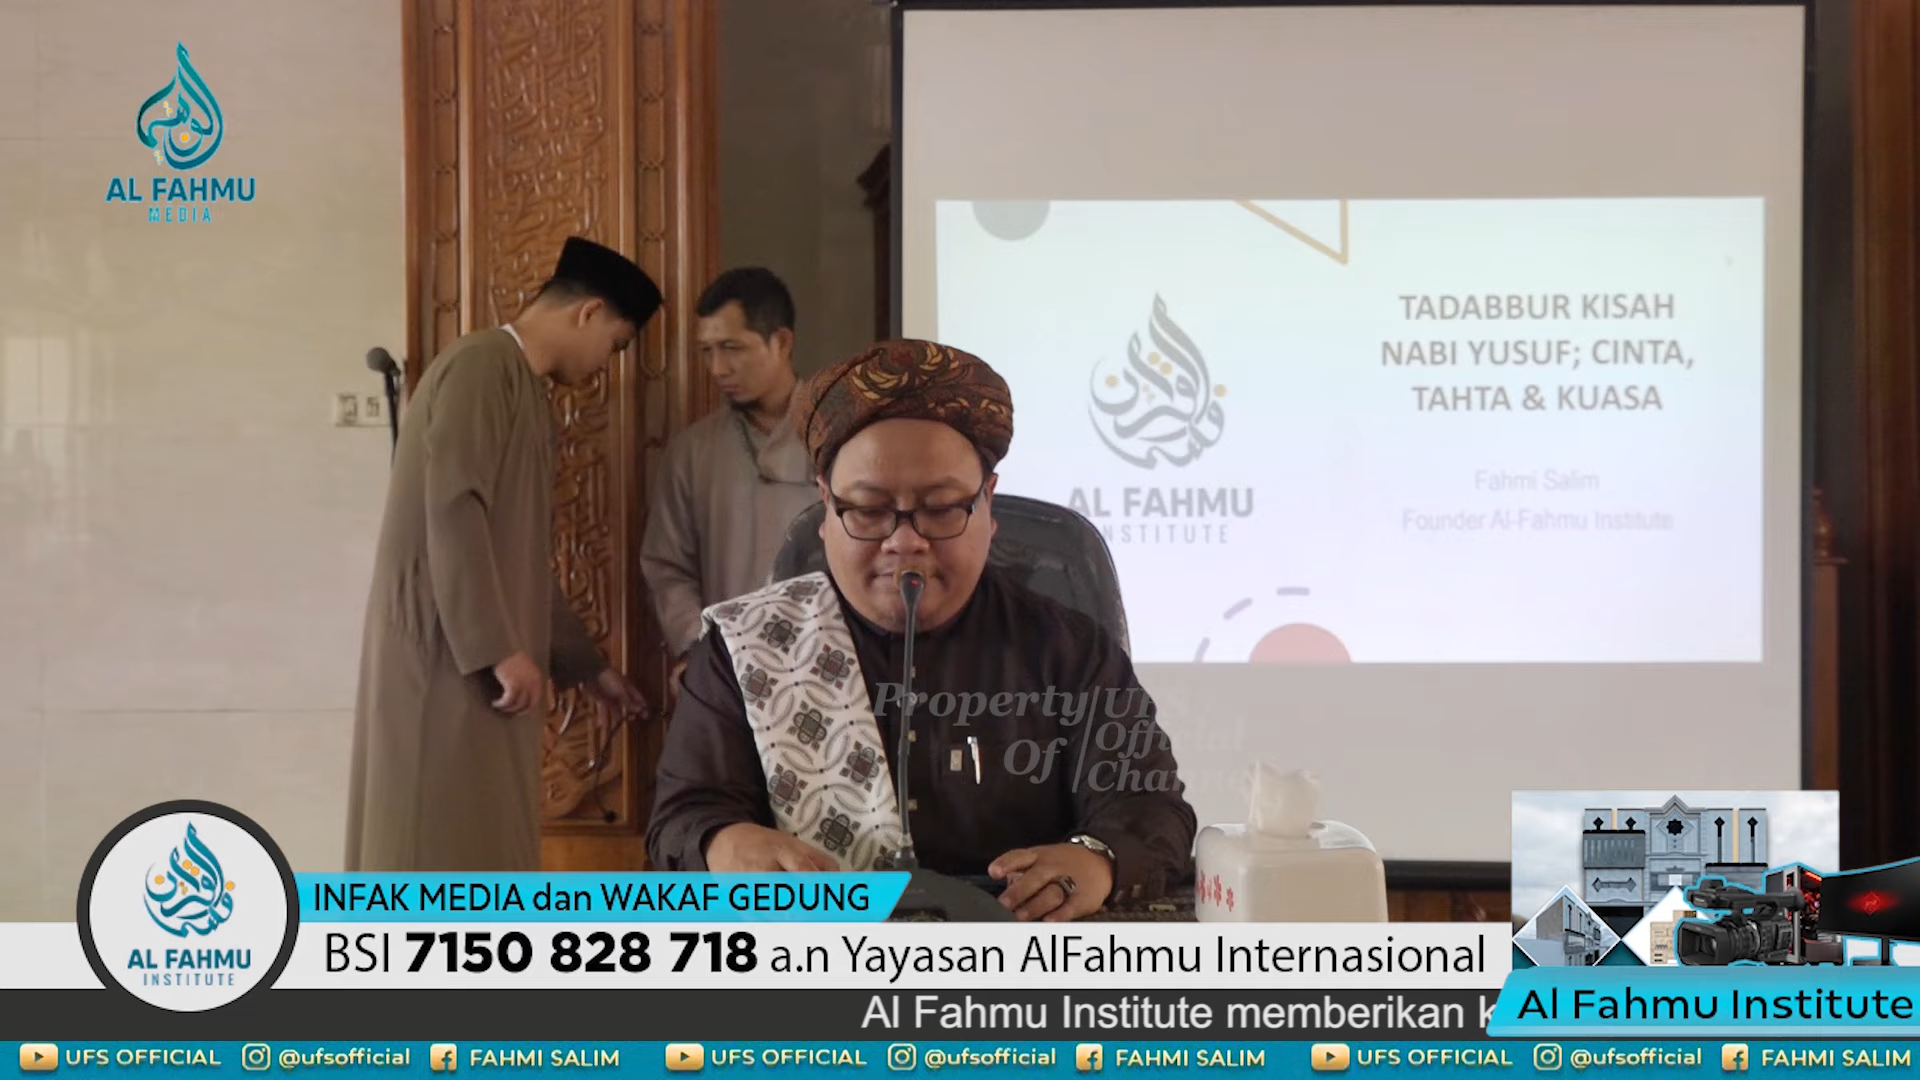 AL FAHMU
MEDIA
TADABBUR KISAH
NABI YUSUF; CINTA,
TAHTA & KUASA
Fahmi Salim
Founder Al-Fahmu Institute
AL FAHMU
INSTITUTE
Property Of
UFS
Official
Channel
INFAK MEDIA dan WAKAF GEDUNG
BSI 7150 828 718 a.n Yayasan AlFahmu Internasional
AL FAHMU
INSTITUTE
Al Fahmu Institute memberikan k
Al Fahmu Institute
UFS OFFICIAL @ufsofficial FAHMI SALIM UFS OFFICIAL @ufsofficial FAHMI SALIM UFS OFFICIAL @ufsofficial FAHMI SALIM